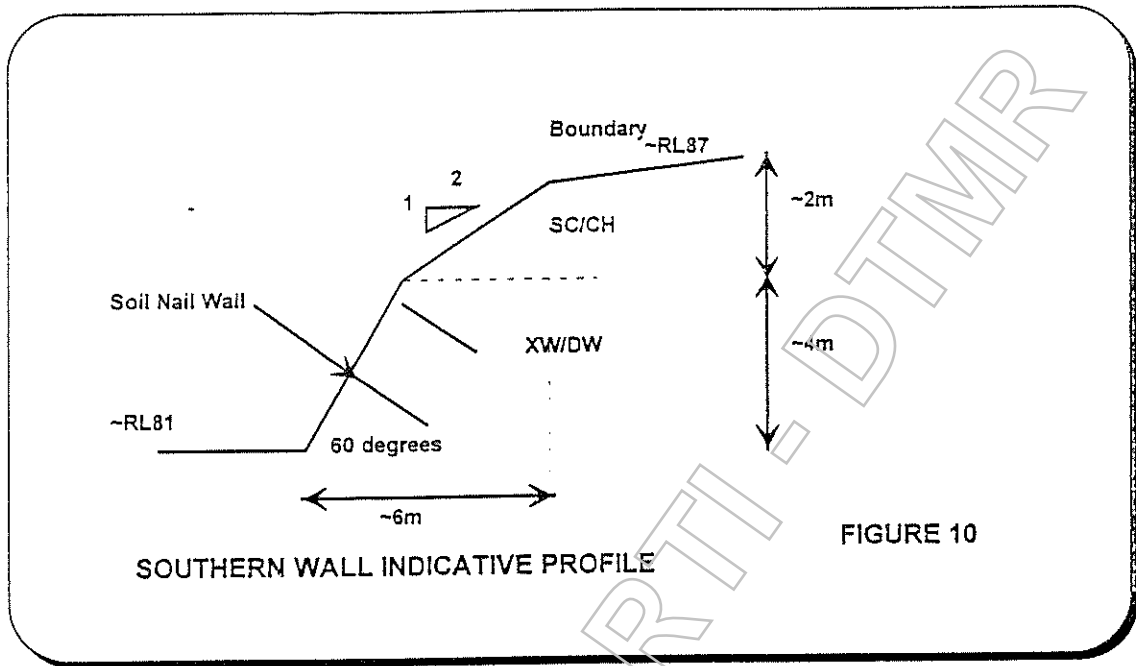 Boundary
~RL87
2
1
~2m
SC/CH
Soil Nail Wall
XW/DW
~4m
~RL81
60 degrees
~6m
FIGURE 10
SOUTHERN WALL INDICATIVE PROFILE
RTI - DTMR